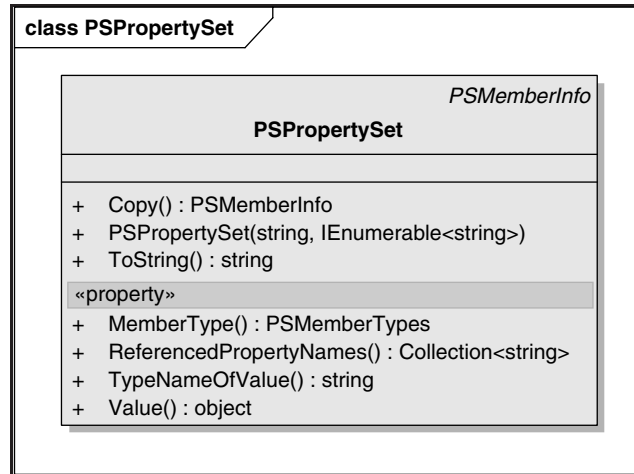 class PSPropertySet
PSMemberInfo
PSPropertySet
+ Copy() : PSMemberInfo
+ PSPropertySet(string, IEnumerable<string>)
+ ToString() : string
«property»
+ MemberType() : PSMemberTypes
+ ReferencedPropertyNames() : Collection<string>
+ TypeNameOfValue() : string
+ Value() : object